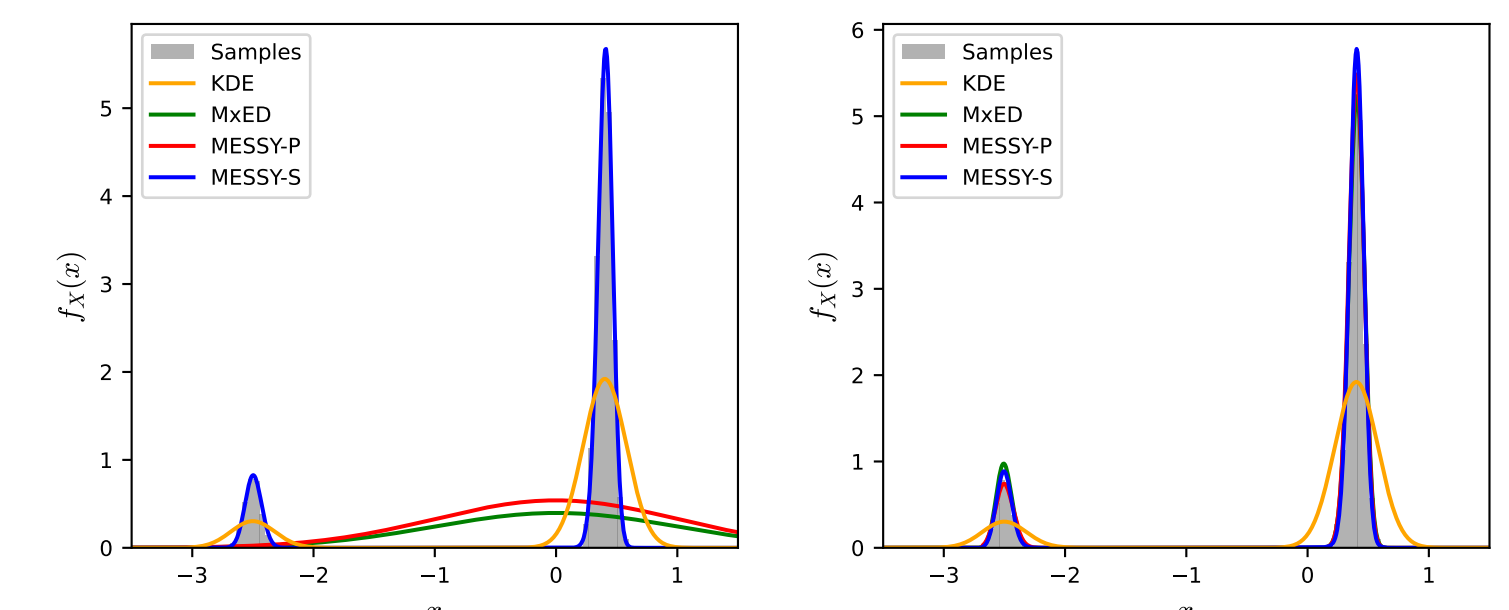 Samples
KDE
MxED
MESSY-P
MESSY-S
5
4
3
2
1
0
f_X(x)
−3 −2 −1 0 1
x
Samples
KDE
MxED
MESSY-P
MESSY-S
6
5
4
3
2
1
0
f_X(x)
−3 −2 −1 0 1
x